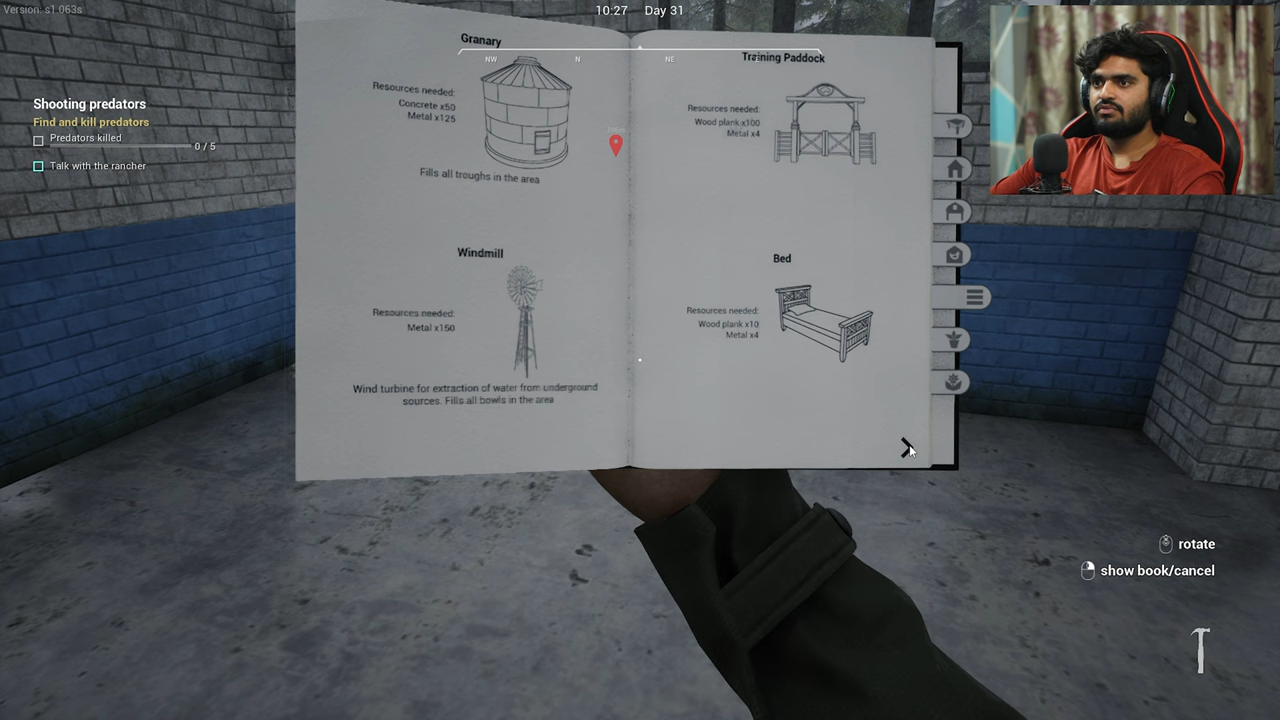 Version: s1.063s
10:27 Day 31
NW N NE
Shooting predators
Find and kill predators
Predators killed
0 / 5
Talk with the rancher
Granary
Resources needed:
Concrete x50
Metal x125
Fills all troughs in the area
Windmill
Resources needed:
Metal x150
Wind turbine for extraction of water from underground
sources. Fills all bowls in the area
Training Paddock
Resources needed:
Wood plank x100
Metal x4
Bed
Resources needed:
Wood plank x10
Metal x4
rotate
show book/cancel